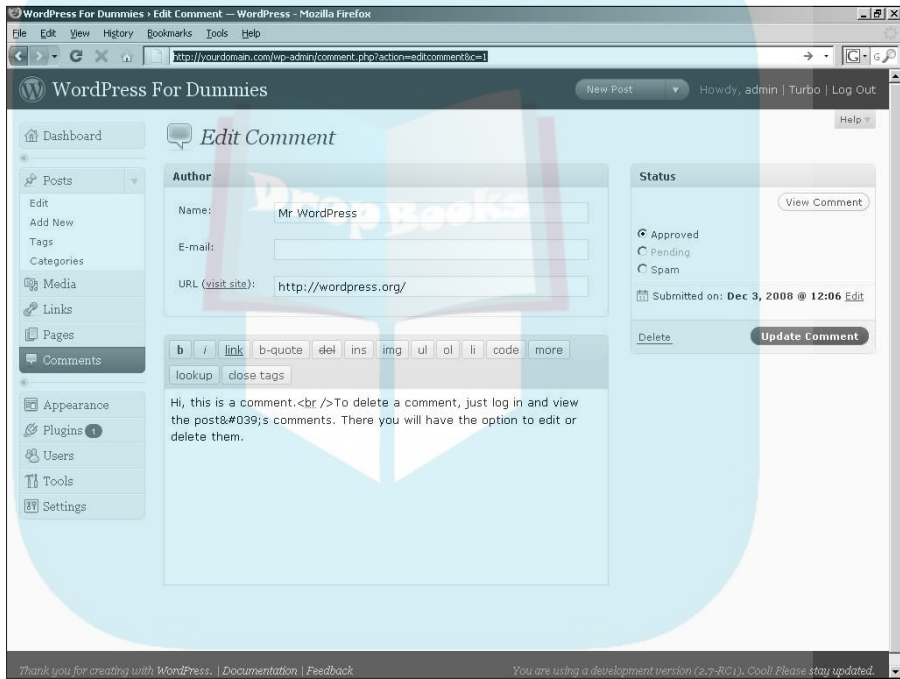 WordPress For Dummies › Edit Comment — WordPress - Mozilla Firefox
File Edit View History Bookmarks Tools Help
http://yourdomain.com/wp-admin/comment.php?action=editcomment&c=1
WordPress For Dummies
New Post
Howdy, admin | Turbo | Log Out
Help
Dashboard
Posts
Edit
Add New
Tags
Categories
Media
Links
Pages
Comments
Appearance
Plugins 1
Users
Tools
Settings
Edit Comment
DropBooks
Author
Name: Mr WordPress
E-mail:
URL (visit site): http://wordpress.org/
b i link b-quote del ins img ul ol li code more
lookup close tags
Hi, this is a comment.<br />To delete a comment, just log in and view
the post&#039;s comments. There you will have the option to edit or
delete them.
Status
View Comment
Approved
Pending
Spam
Submitted on: Dec 3, 2008 @ 12:06 Edit
Delete Update Comment
Thank you for creating with WordPress. | Documentation | Feedback
You are using a development version (2.7-RC1). Cool! Please stay updated.